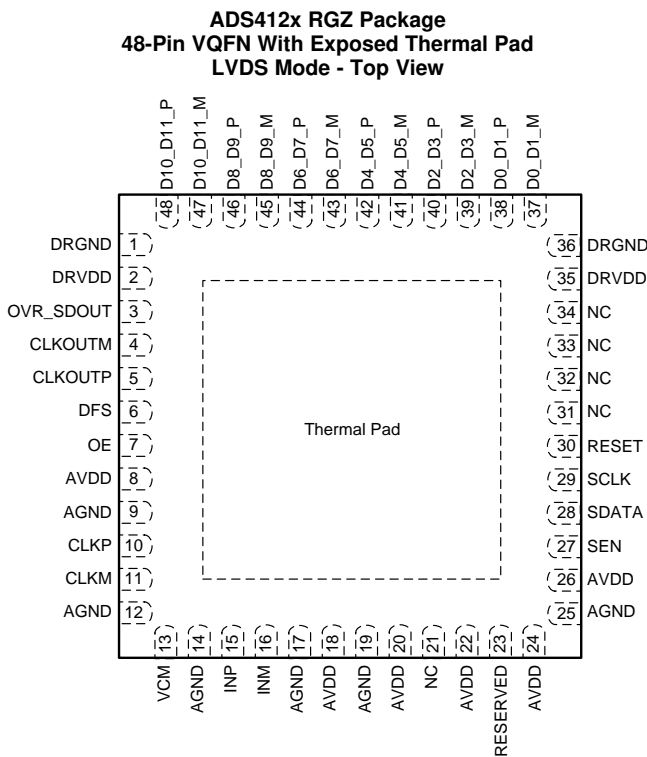 ADS412x RGZ Package
48-Pin VQFN With Exposed Thermal Pad
LVDS Mode - Top View
D10_D11_P
D10_D11_M
D8_D9_P
D8_D9_M
D6_D7_P
D6_D7_M
D4_D5_P
D4_D5_M
D2_D3_P
D2_D3_M
D0_D1_P
D0_D1_M
48
47
46
45
44
43
42
41
40
39
38
37
DRGND 1
DRVDD 2
OVR_SDOUT 3
CLKOUTM 4
CLKOUTP 5
DFS 6
OE 7
AVDD 8
AGND 9
CLKP 10
CLKM 11
AGND 12
Thermal Pad
36 DRGND
35 DRVDD
34 NC
33 NC
32 NC
31 NC
30 RESET
29 SCLK
28 SDATA
27 SEN
26 AVDD
25 AGND
13
14
15
16
17
18
19
20
21
22
23
24
VCM
AGND
INP
INM
AGND
AVDD
AGND
AVDD
NC
AVDD
RESERVED
AVDD